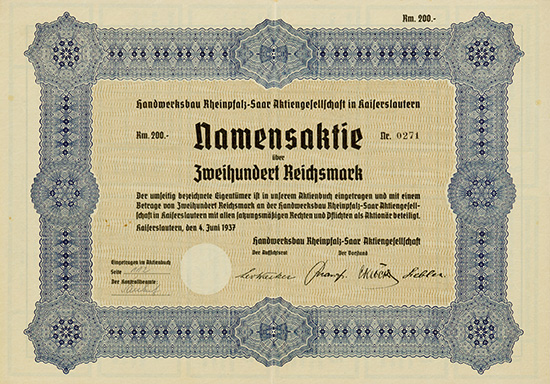 Rm. 200.-
Handwerksbau Rheinpfalz-Saar Aktiengesellschaft in Kaiserslautern
Rm. 200.- Namensaktie Nr. 0271
über
Zweihundert Reichsmark
Der umseitig bezeichnete Eigentümer ist in unserem Aktienbuch eingetragen und mit einem
Betrage von Zweihundert Reichsmark an der Handwerksbau Rheinpfalz-Saar Aktiengesell-
schaft in Kaiserslautern mit allen satzungsmäßigen Rechten und Pflichten als Aktionär beteiligt.
Kaiserslautern, den 4. Juni 1937
Handwerksbau Rheinpfalz-Saar Aktiengesellschaft
Der Aufsichtsrat Der Vorstand
Eingetragen im Aktienbuch
Seite
Der Kontrollbeamte: